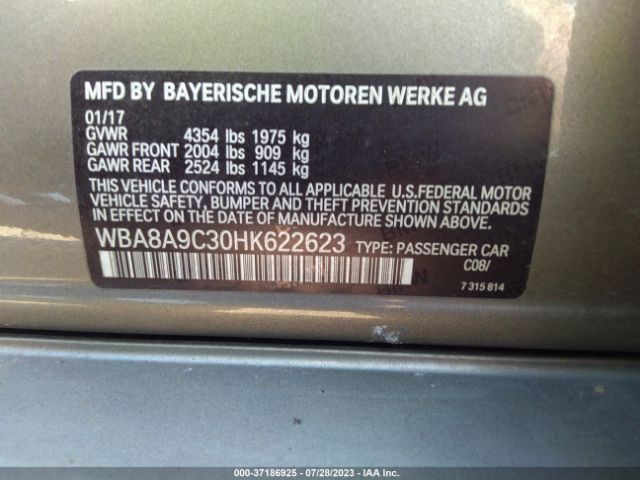 MFD BY BAYERISCHE MOTOREN WERKE AG
01/17
GVWR 4354 lbs 1975 kg
GAWR FRONT 2004 lbs 909 kg
GAWR REAR 2524 lbs 1145 kg
THIS VEHICLE CONFORMS TO ALL APPLICABLE U.S.FEDERAL MOTOR
VEHICLE SAFETY, BUMPER AND THEFT PREVENTION STANDARDS
IN EFFECT ON THE DATE OF MANUFACTURE SHOWN ABOVE.
WBA8A9C30HK622623 TYPE: PASSENGER CAR
C08/
7 315 814
000-37186925 / 07/28/2023 - IAA Inc.